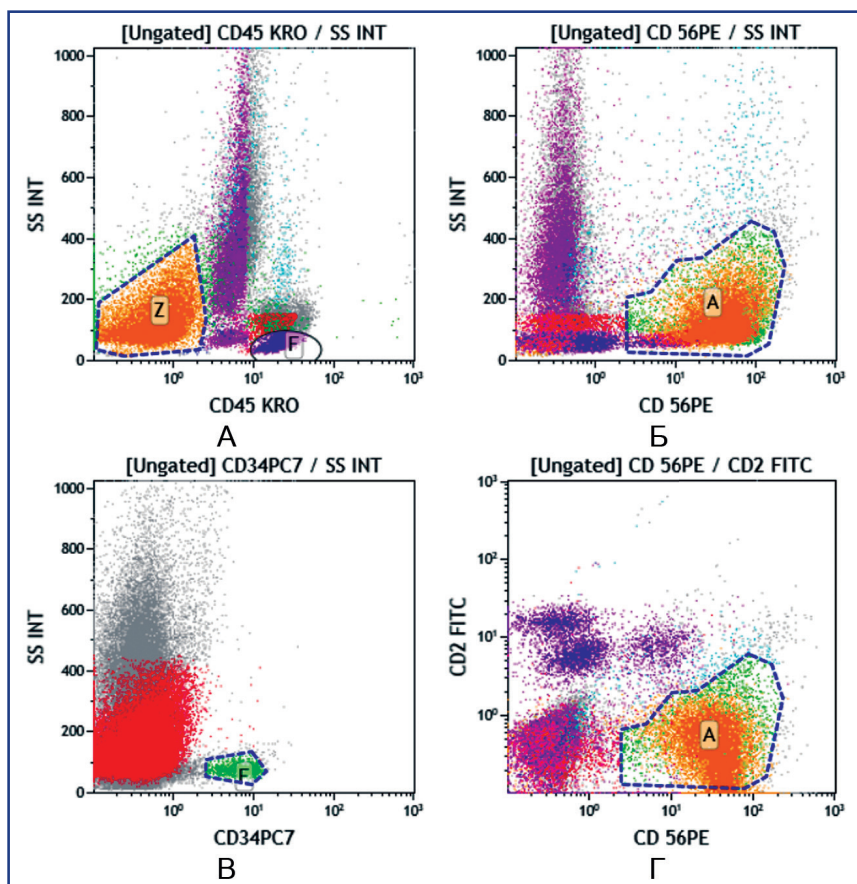 [Ungated] CD45 KRO / SS INT
1000
800
600
400
200
0
SS INT
Z
F
10⁰
10¹
10²
10³
CD45 KRO
А
[Ungated] CD 56PE / SS INT
1000
800
600
400
200
0
SS INT
A
10⁰
10¹
10²
10³
CD 56PE
Б
[Ungated] CD34PC7 / SS INT
1000
800
600
400
200
0
SS INT
10⁰
10¹
10²
10³
CD34PC7
В
[Ungated] CD 56PE / CD2 FITC
10³
10²
10¹
10⁰
CD2 FITC
A
10⁰
10¹
10²
10³
CD 56PE
Г